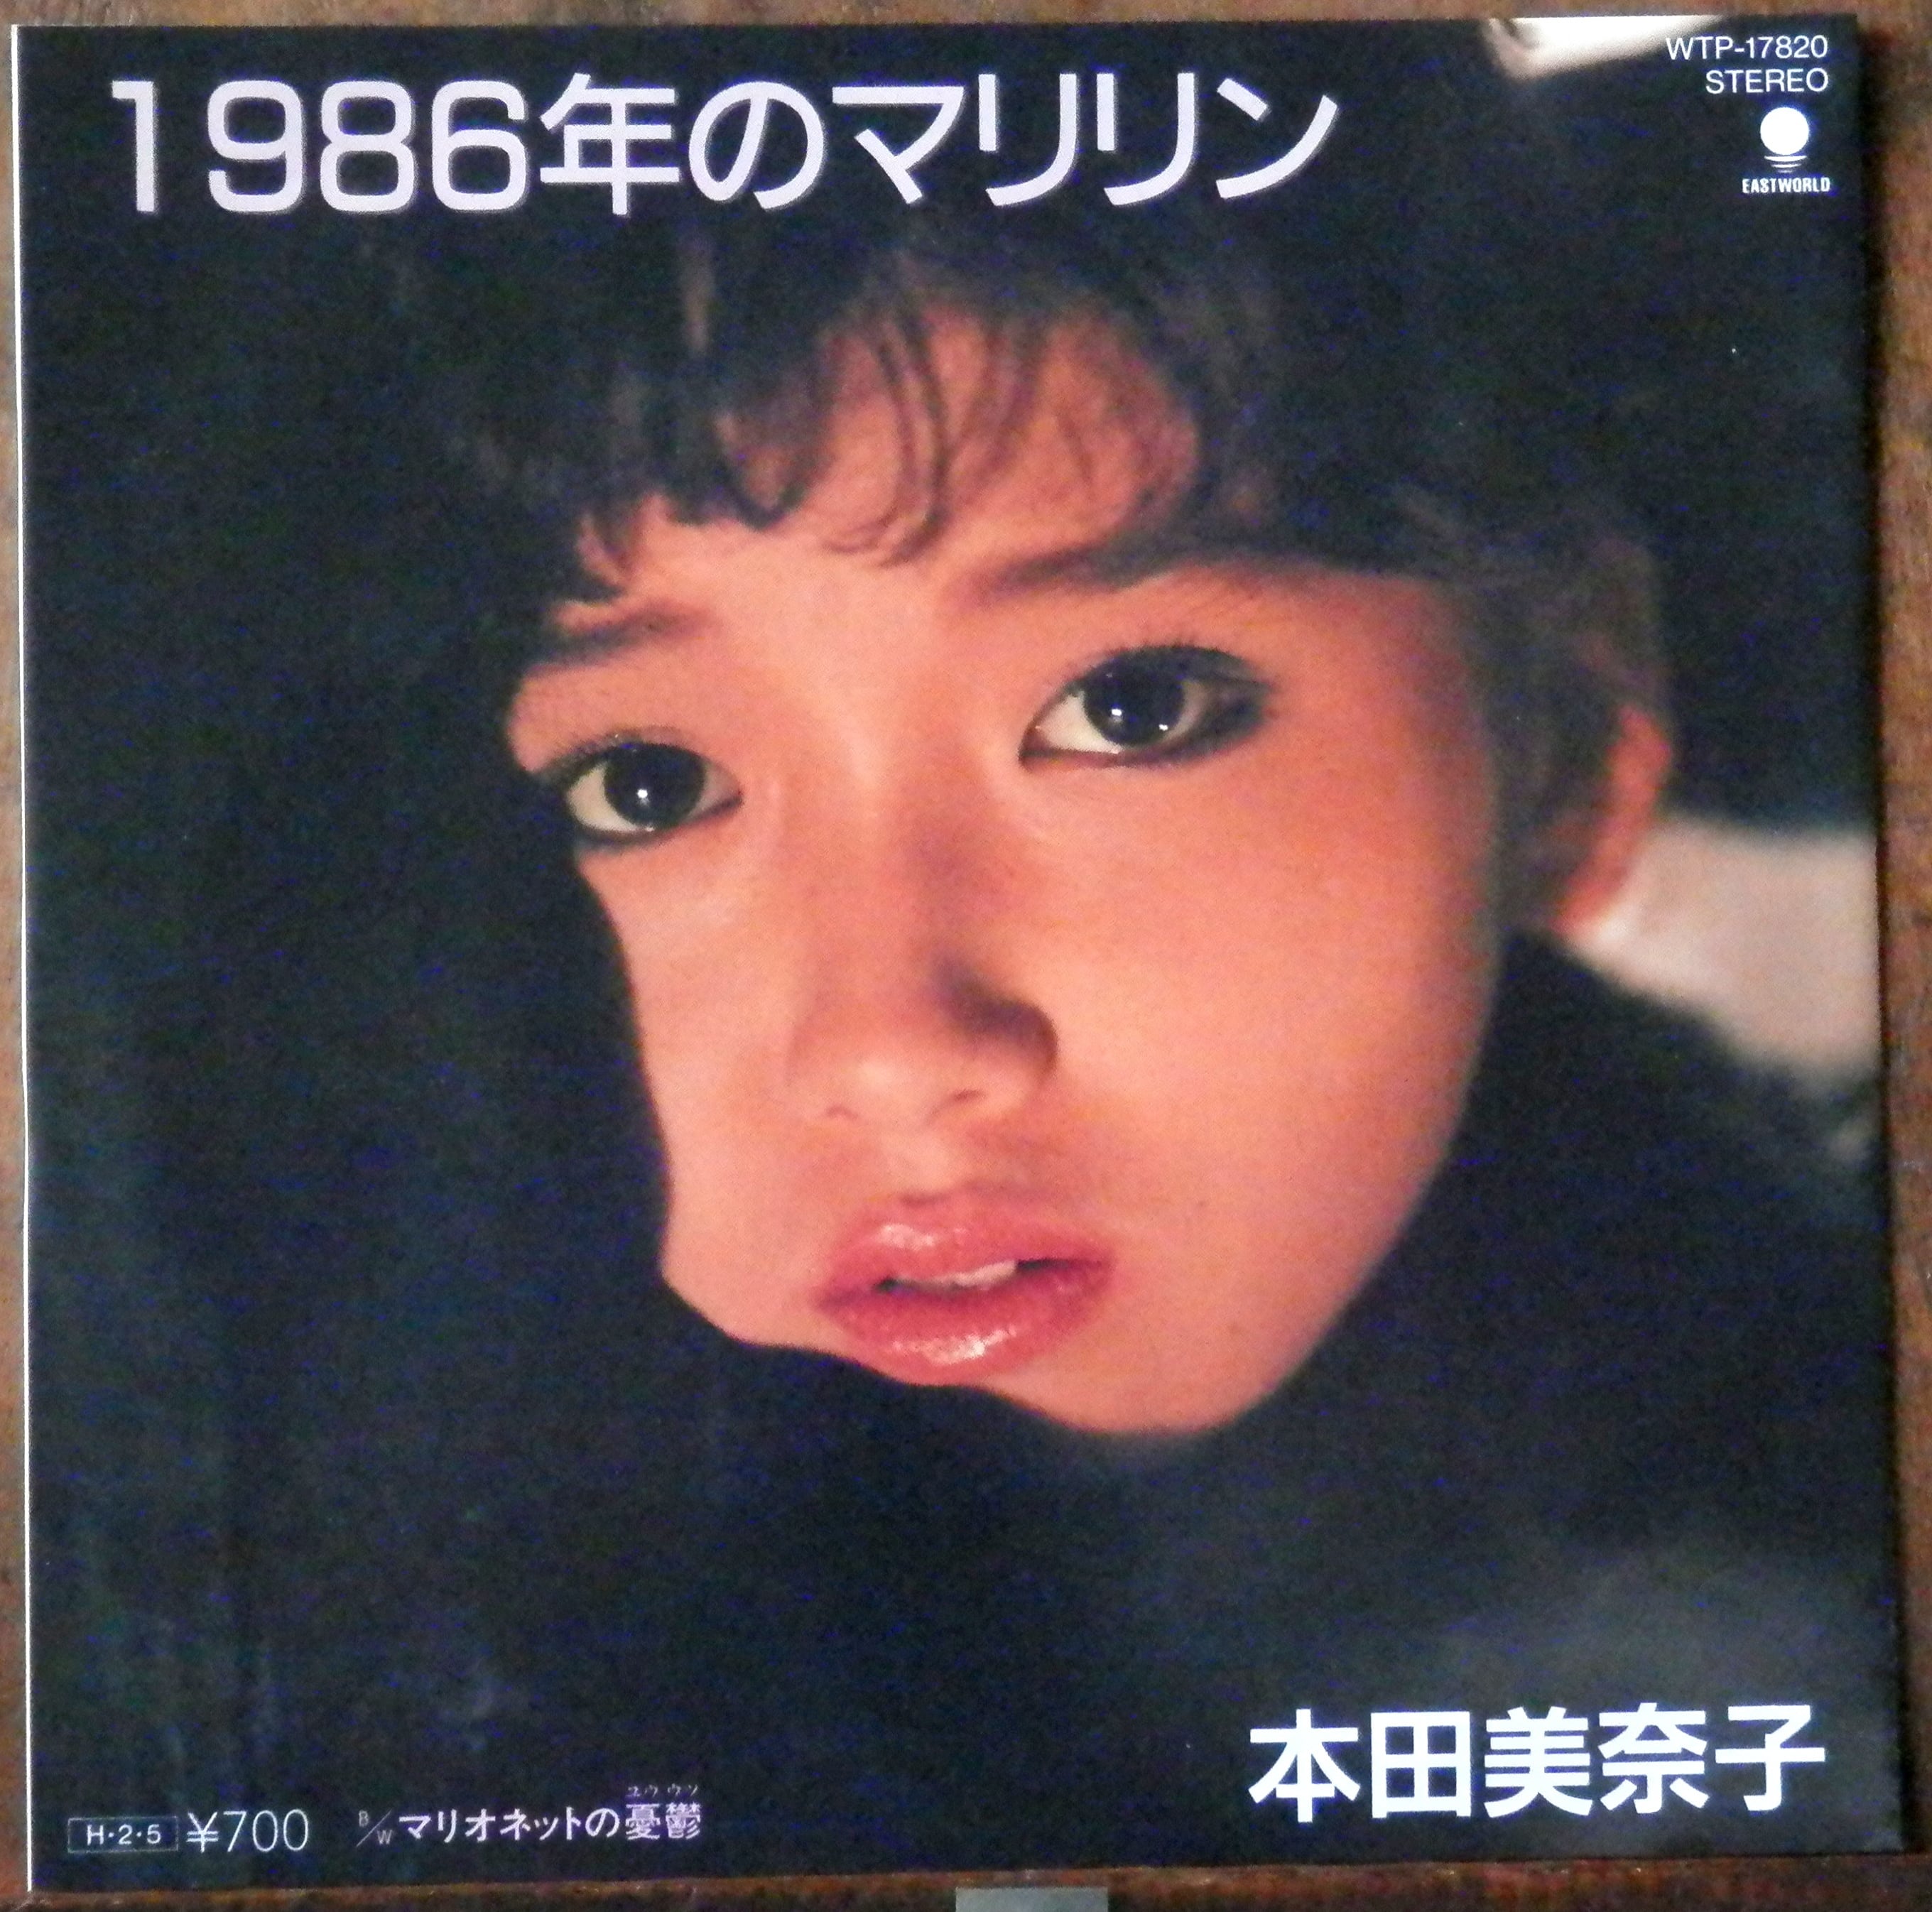 1986年のマリリン
WTP-17820
STEREO
EASTWORLD
本田美奈子
H・2・5 ¥700 B/W マリオネットの憂鬱
ユウ ウツ